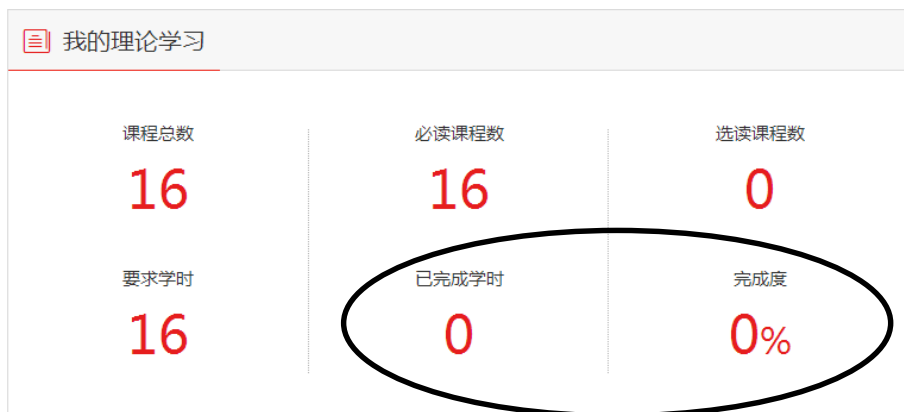 我的理论学习
课程总数 必读课程数 选读课程数
16 16 0
要求学时 已完成学时 完成度
16 0 0%